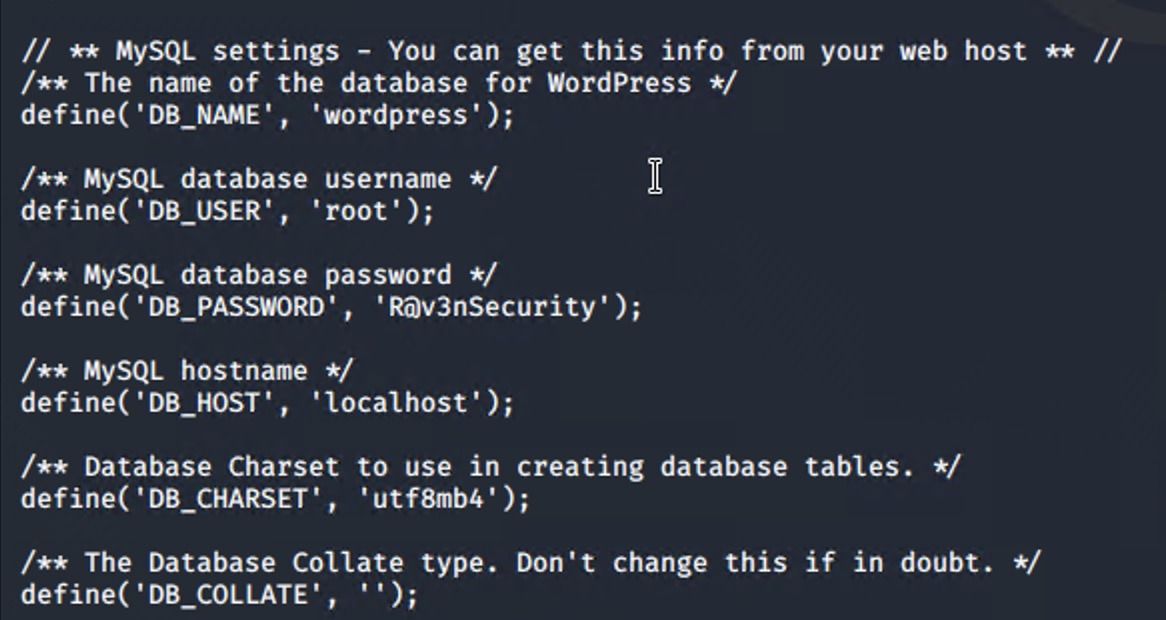 // ** MySQL settings - You can get this info from your web host ** //
/** The name of the database for WordPress */
define('DB_NAME', 'wordpress');
/** MySQL database username */
define('DB_USER', 'root');
/** MySQL database password */
define('DB_PASSWORD', 'R@v3nSecurity');
/** MySQL hostname */
define('DB_HOST', 'localhost');
/** Database Charset to use in creating database tables. */
define('DB_CHARSET', 'utf8mb4');
/** The Database Collate type. Don't change this if in doubt. */
define('DB_COLLATE', '');